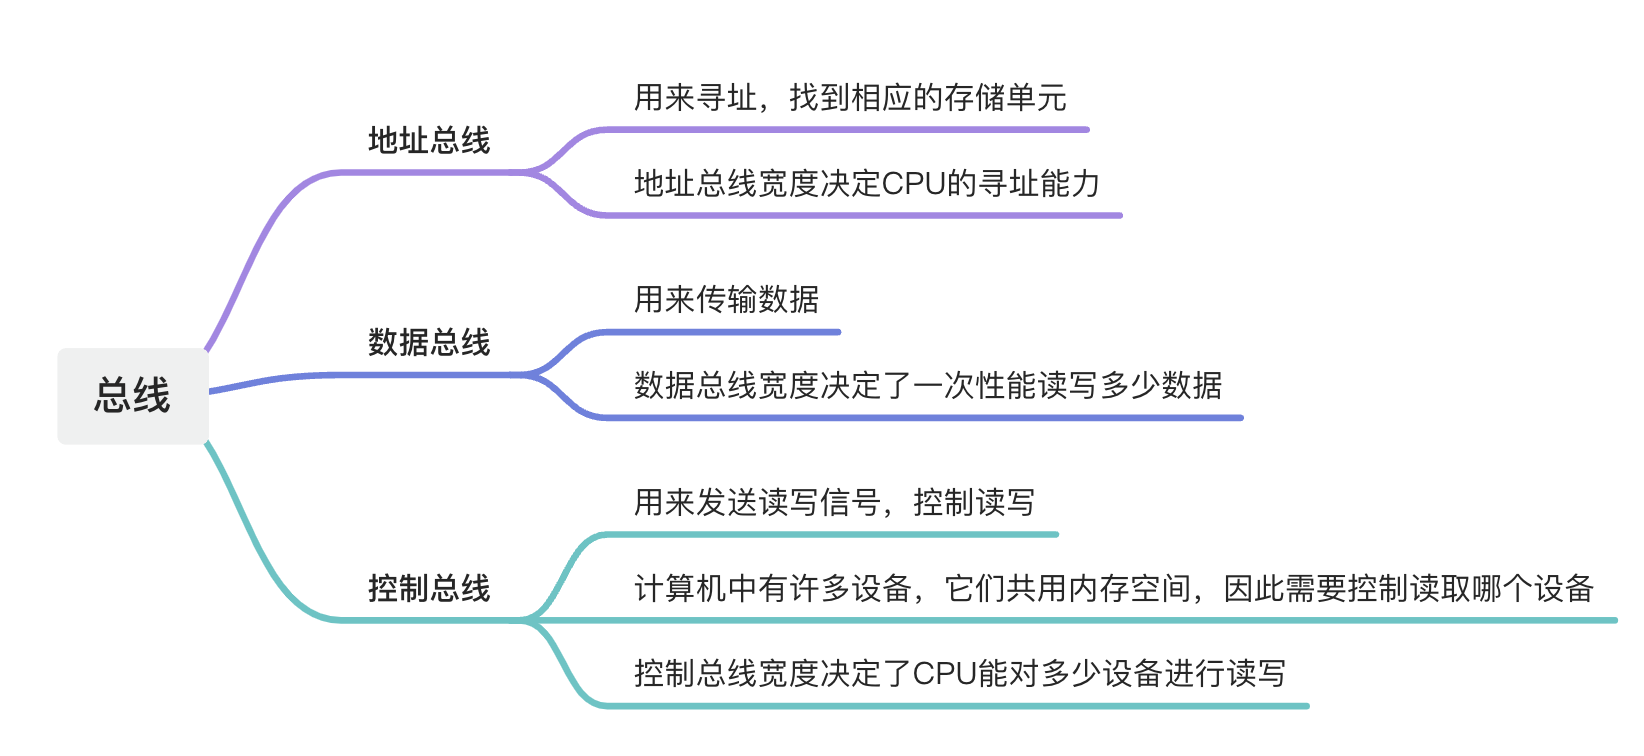 总线
地址总线
用来寻址，找到相应的存储单元
地址总线宽度决定CPU的寻址能力
数据总线
用来传输数据
数据总线宽度决定了一次性能读写多少数据
控制总线
用来发送读写信号，控制读写
计算机中有许多设备，它们共用内存空间，因此需要控制读取哪个设备
控制总线宽度决定了CPU能对多少设备进行读写